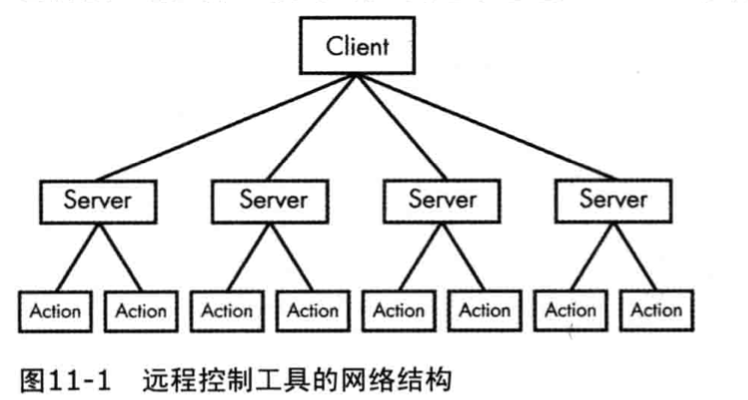 Client
Server Server Server Server
Action Action Action Action Action Action Action Action
图11-1 远程控制工具的网络结构